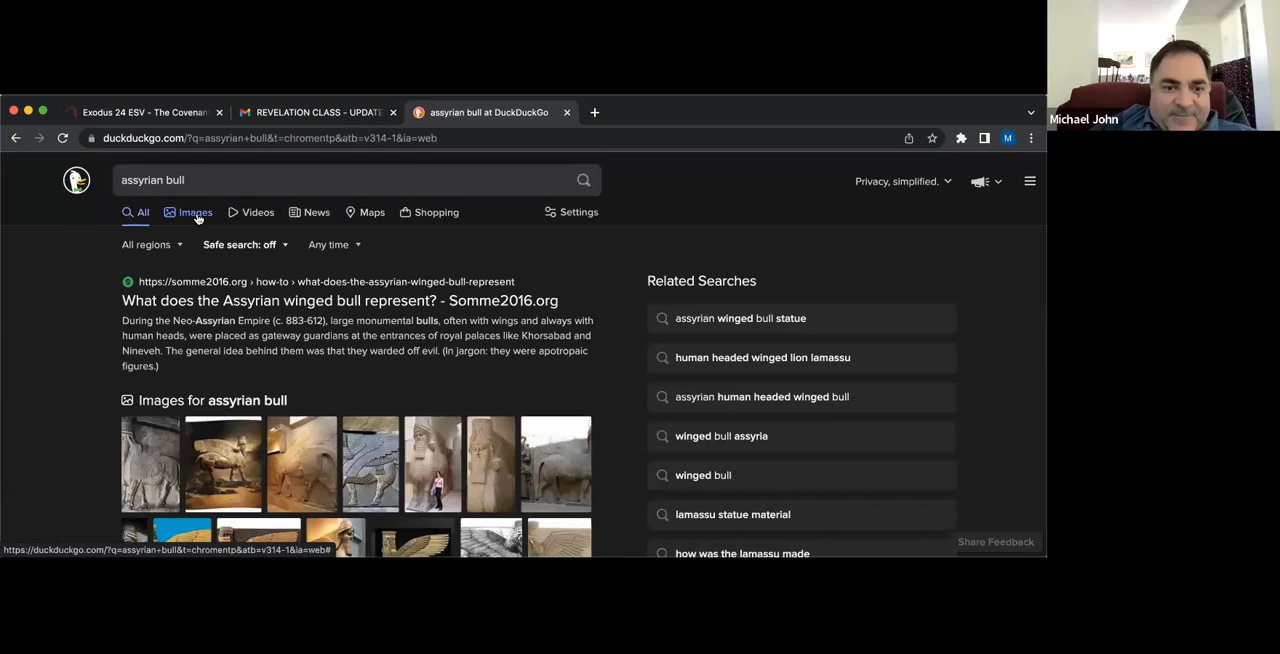 Exodus 24 ESV - The Covenan
REVELATION CLASS - UPDATE
assyrian bull at DuckDuckGo
duckduckgo.com/?q=assyrian+bull&t=chromentp&atb=v314-1&ia=web
M
Michael John
assyrian bull
Privacy, simplified.
All
Images
Videos
News
Maps
Shopping
Settings
All regions
Safe search: off
Any time
https://somme2016.org › how-to › what-does-the-assyrian-winged-bull-represent
What does the Assyrian winged bull represent? - Somme2016.org
During the Neo-Assyrian Empire (c. 883-612), large monumental bulls, often with wings and always with
human heads, were placed as gateway guardians at the entrances of royal palaces like Khorsabad and
Nineveh. The general idea behind them was that they warded off evil. (In jargon: they were apotropaic
figures.)
Images for assyrian bull
Related Searches
assyrian winged bull statue
human headed winged lion lamassu
assyrian human headed winged bull
winged bull assyria
winged bull
lamassu statue material
how was the lamassu made
Share Feedback
https://duckduckgo.com/?q=assyrian+bull&t=chromentp&atb=v314-1&ia=web#